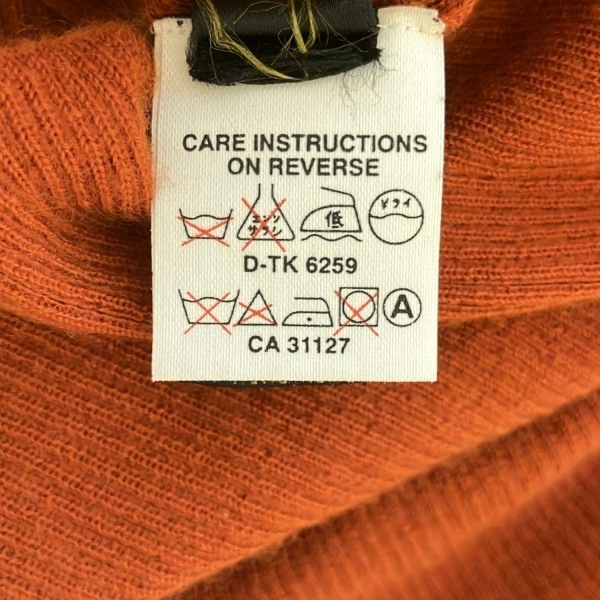 CARE INSTRUCTIONS
ON REVERSE
エンソ サラシ 低 ドライ
D-TK 6259
A
CA 31127